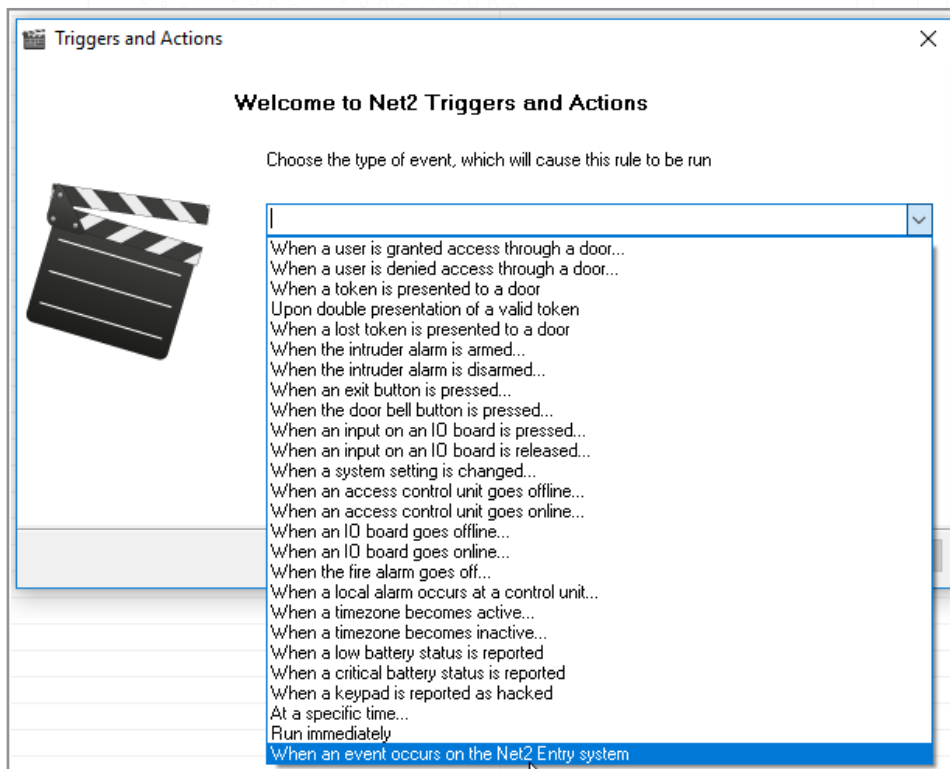 Triggers and Actions
Welcome to Net2 Triggers and Actions
Choose the type of event, which will cause this rule to be run
When a user is granted access through a door...
When a user is denied access through a door...
When a token is presented to a door
Upon double presentation of a valid token
When a lost token is presented to a door
When the intruder alarm is armed...
When the intruder alarm is disarmed...
When an exit button is pressed...
When the door bell button is pressed...
When an input on an IO board is pressed...
When an input on an IO board is released...
When a system setting is changed...
When an access control unit goes offline...
When an access control unit goes online...
When an IO board goes offline...
When an IO board goes online...
When the fire alarm goes off...
When a local alarm occurs at a control unit...
When a timezone becomes active...
When a timezone becomes inactive...
When a low battery status is reported
When a critical battery status is reported
When a keypad is reported as hacked
At a specific time...
Run immediately
When an event occurs on the Net2 Entry system